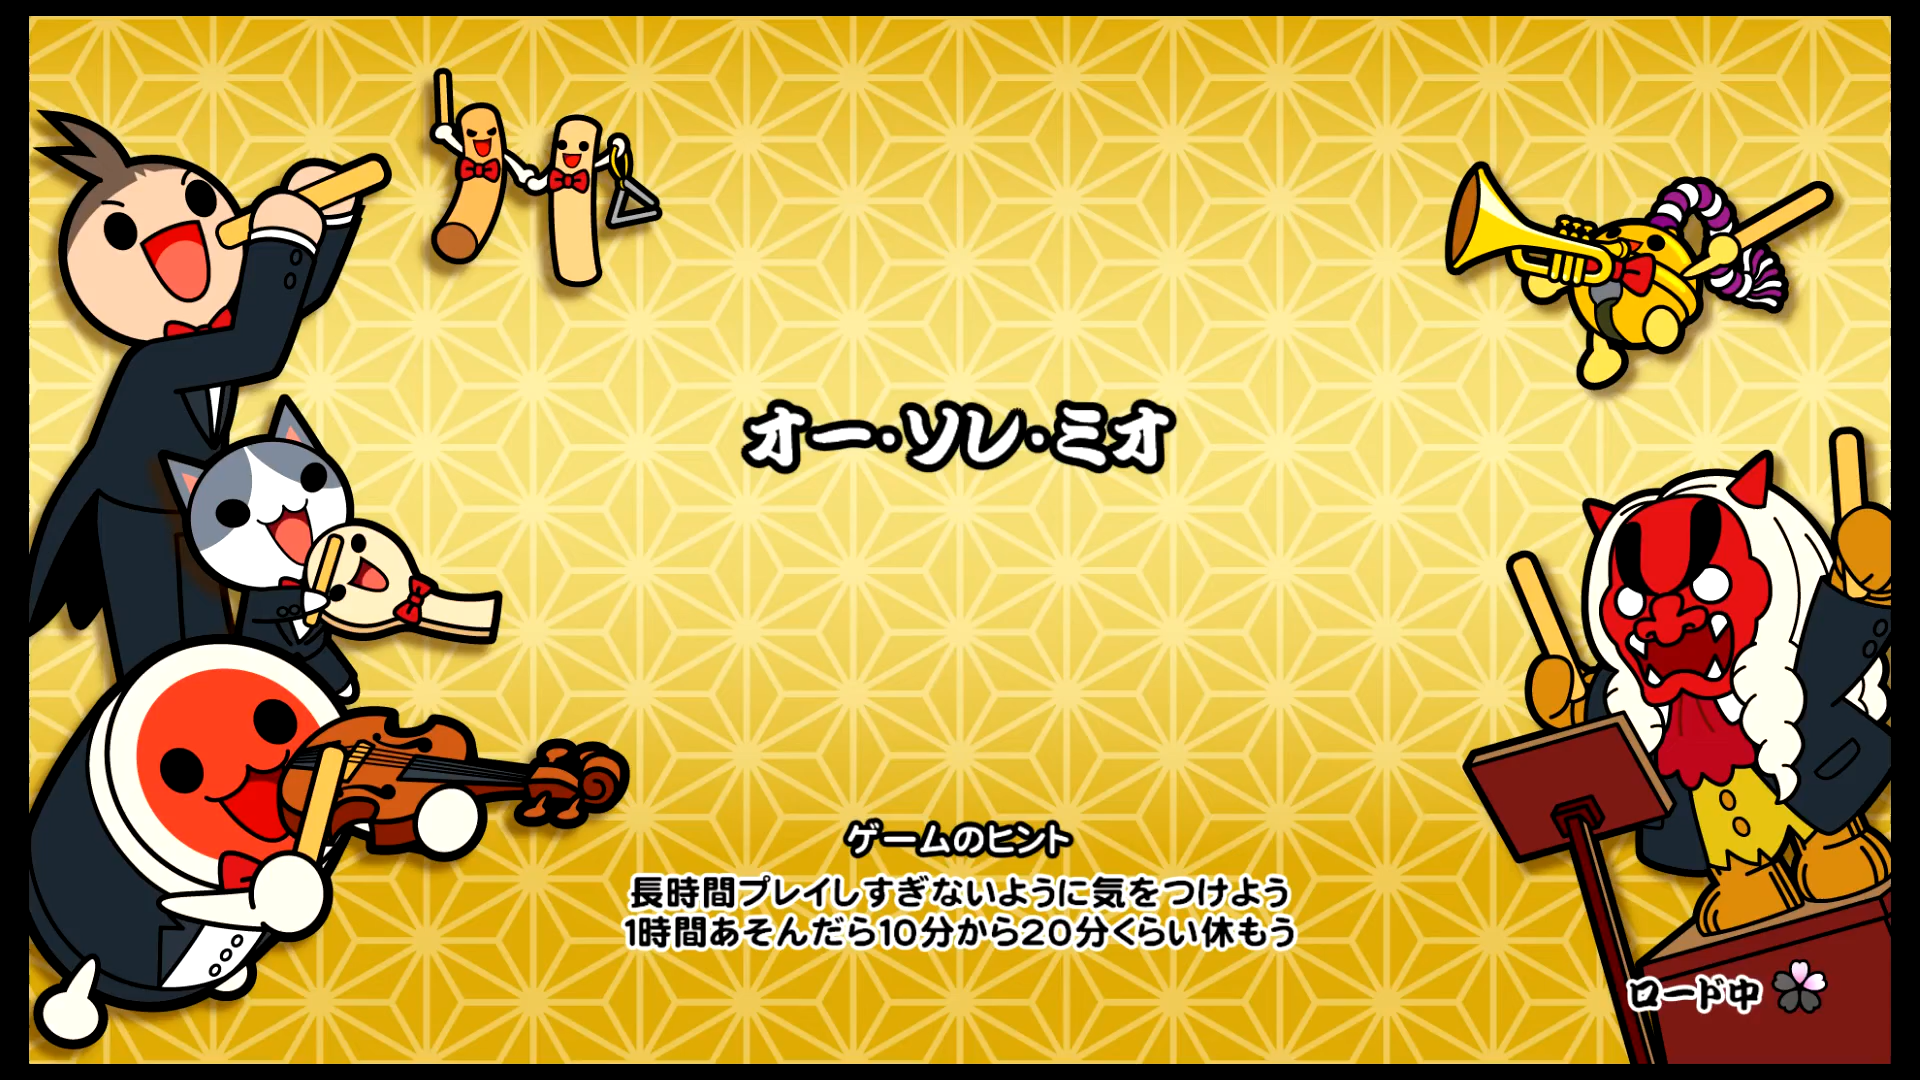 オー・ソレ・ミオ
ゲームのヒント
長時間プレイしすぎないように気をつけよう
1時間あそんだら10分から20分くらい休もう
ロード中